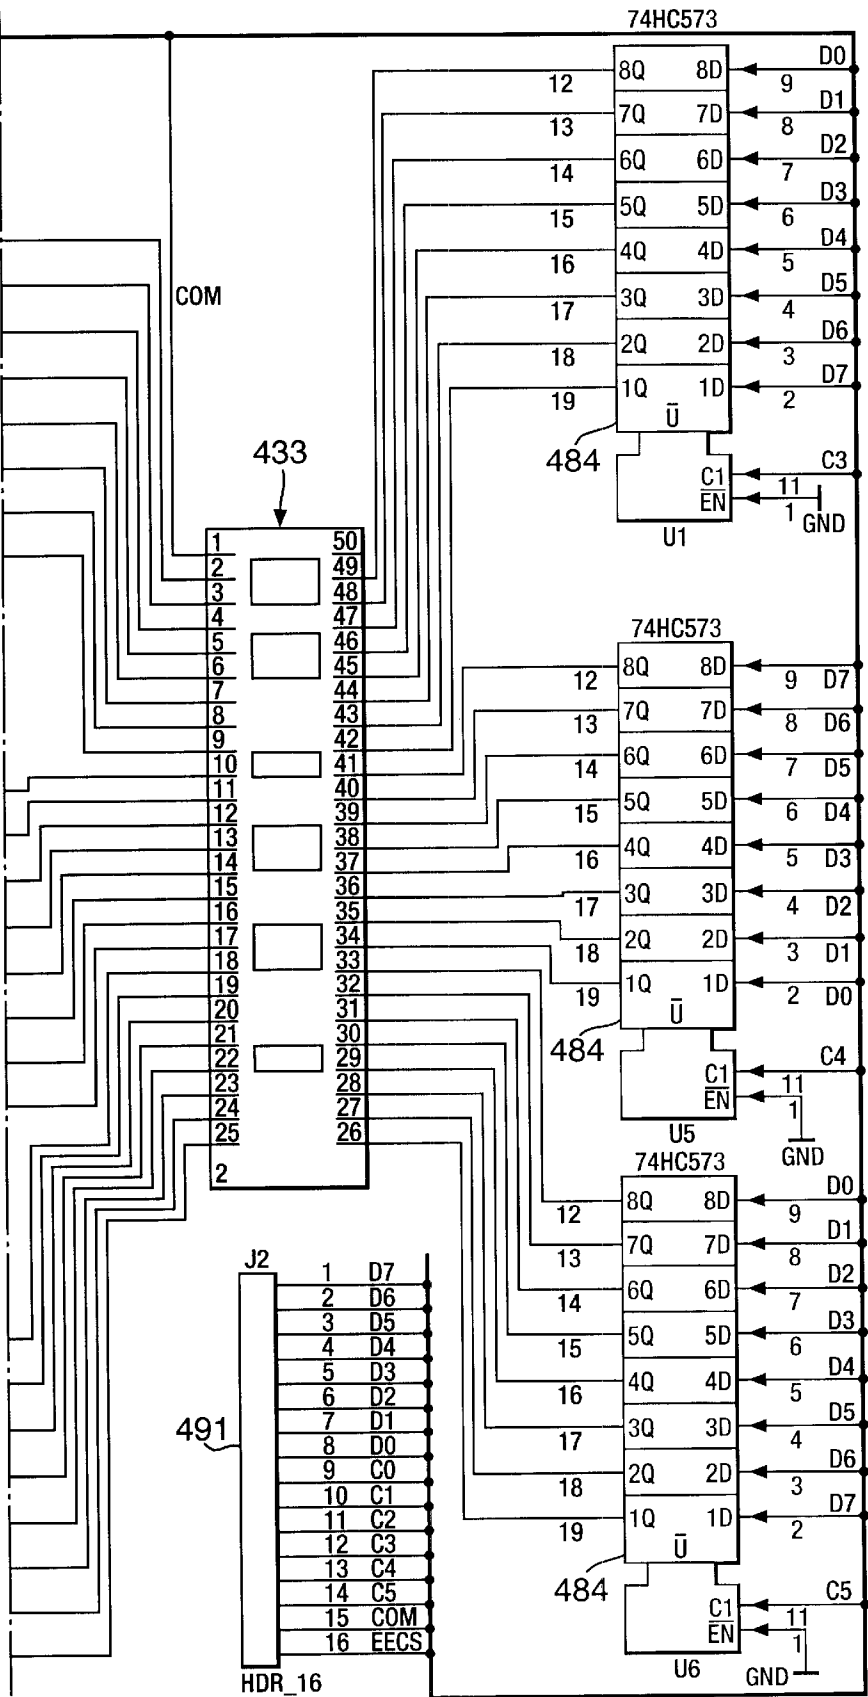 74HC573
12 8Q 8D 9 D0
13 7Q 7D 8 D1
14 6Q 6D 7 D2
15 5Q 5D 6 D3
16 4Q 4D 5 D4
17 3Q 3D 4 D5
18 2Q 2D 3 D6
19 1Q 1D 2 D7
U
484
C1 11 C3
EN 1 GND
U1
COM
433
1 50
2 49
3 48
4 47
5 46
6 45
7 44
8 43
9 42
10 41
11 40
12 39
13 38
14 37
15 36
16 35
17 34
18 33
19 32
20 31
21 30
22 29
23 28
24 27
25 26
2
74HC573
12 8Q 8D 9 D7
13 7Q 7D 8 D6
14 6Q 6D 7 D5
15 5Q 5D 6 D4
16 4Q 4D 5 D3
17 3Q 3D 4 D2
18 2Q 2D 3 D1
19 1Q 1D 2 D0
U
484
C1 11 C4
EN 1
U5 GND
74HC573
12 8Q 8D 9 D0
13 7Q 7D 8 D1
14 6Q 6D 7 D2
15 5Q 5D 6 D3
16 4Q 4D 5 D4
17 3Q 3D 4 D5
18 2Q 2D 3 D6
19 1Q 1D 2 D7
U
484
C1 11 C5
EN 1
U6 GND
J2
1 D7
2 D6
3 D5
4 D4
5 D3
6 D2
7 D1
8 D0
9 C0
10 C1
11 C2
12 C3
13 C4
14 C5
15 COM
16 EECS
491
HDR_16